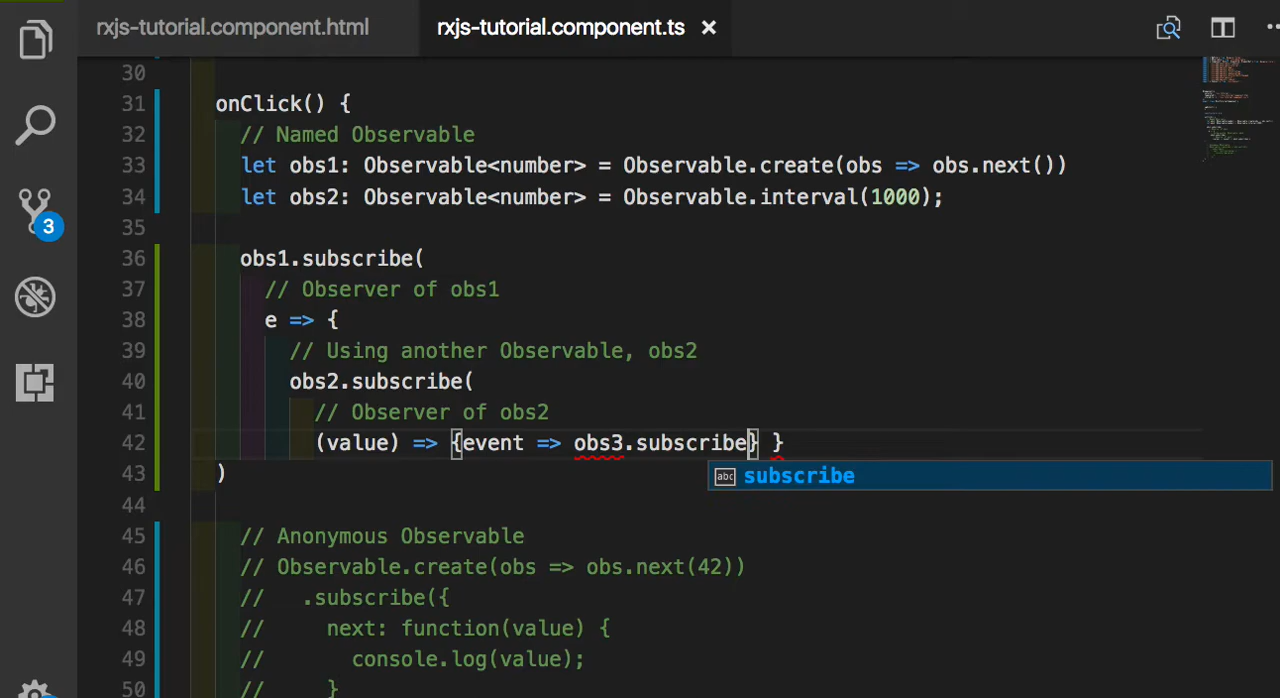 rxjs-tutorial.component.html rxjs-tutorial.component.ts ×
30
31 onClick() {
32 // Named Observable
33 let obs1: Observable<number> = Observable.create(obs => obs.next())
34 let obs2: Observable<number> = Observable.interval(1000);
35
36 obs1.subscribe(
37 // Observer of obs1
38 e => {
39 // Using another Observable, obs2
40 obs2.subscribe(
41 // Observer of obs2
42 (value) => {event => obs3.subscribe} }
43 )
abc subscribe
44
45 // Anonymous Observable
46 // Observable.create(obs => obs.next(42))
47 // .subscribe({
48 // next: function(value) {
49 // console.log(value);
50 // }
3